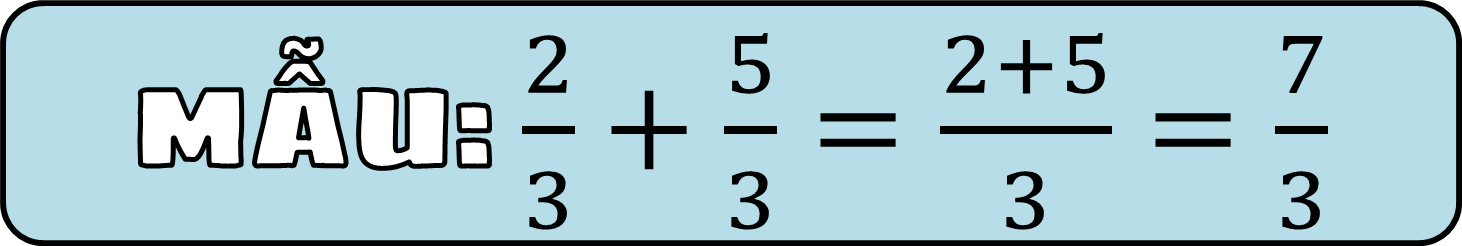 MẪU: 2/3 + 5/3 = 2+5/3 = 7/3